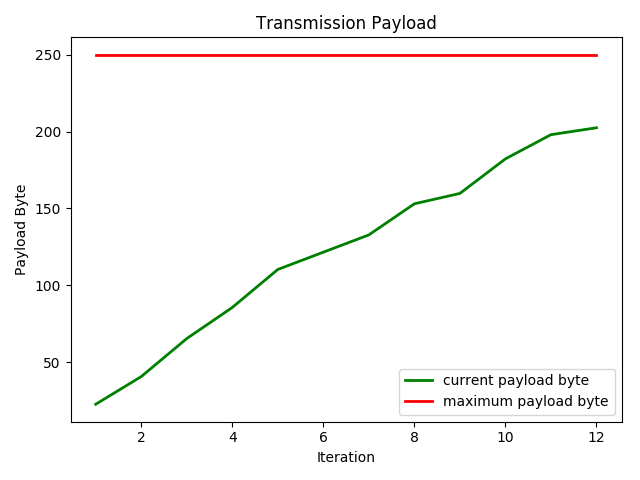 Transmission Payload
Payload Byte
250
200
150
100
50
2
4
6
8
10
12
Iteration
current payload byte
maximum payload byte